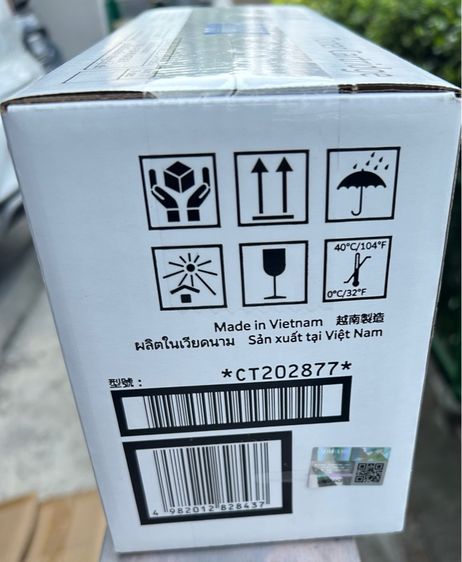 40°C/104°F
0°C/32°F
Made in Vietnam 越南製造
ผลิตในเวียดนาม Sản xuất tại Việt Nam
型號：
*CT202877*
4 982012 828437